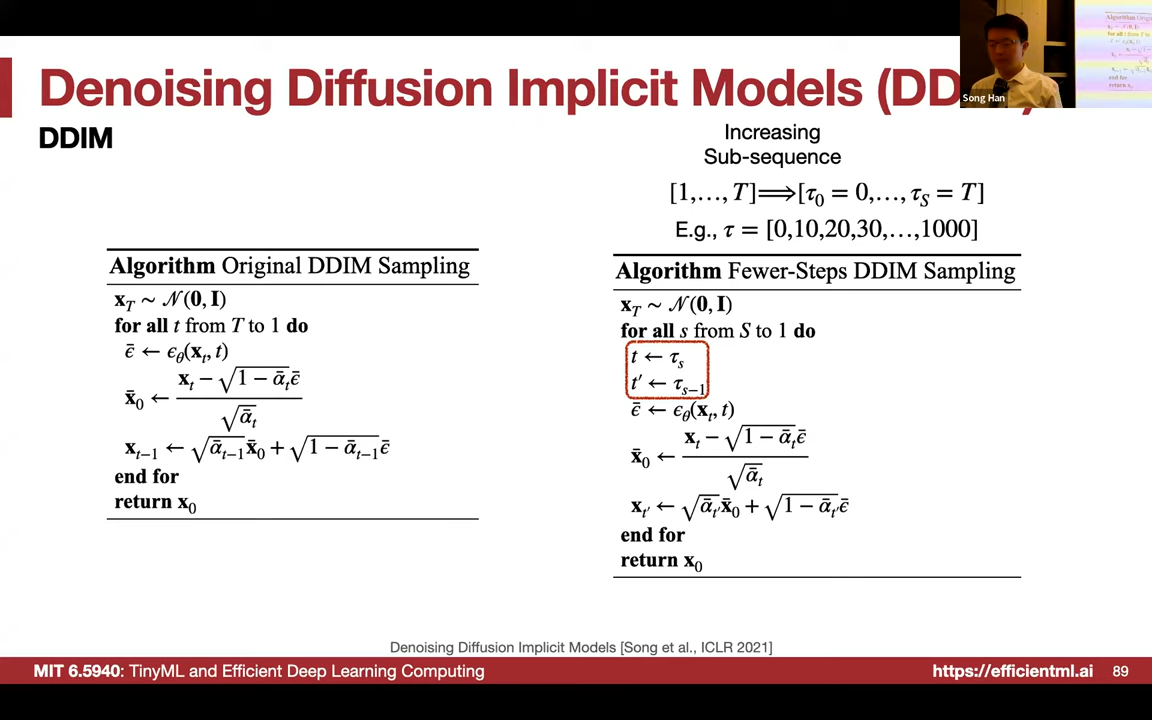 Denoising Diffusion Implicit Models (DD
DDIM
Song Han
Increasing
Sub-sequence
[1,…, T]⟹[τ₀ = 0,…, τ_S = T]
E.g., τ = [0,10,20,30,…,1000]
Algorithm Original DDIM Sampling
x_T ~ 𝒩(0, I)
for all t from T to 1 do
ε̄ ← ϵ_θ(x_t, t)
x̄₀ ← (x_t − √(1 − ᾱ_t) ε̄) / √ᾱ_t
x_{t−1} ← √ᾱ_{t−1} x̄₀ + √(1 − ᾱ_{t−1}) ε̄
end for
return x₀
Algorithm Fewer-Steps DDIM Sampling
x_T ~ 𝒩(0, I)
for all s from S to 1 do
t ← τ_s
t′ ← τ_{s−1}
ε̄ ← ϵ_θ(x_t, t)
x̄₀ ← (x_t − √(1 − ᾱ_t) ε̄) / √ᾱ_t
x_{t′} ← √ᾱ_{t′} x̄₀ + √(1 − ᾱ_{t′}) ε̄
end for
return x₀
Denoising Diffusion Implicit Models [Song et al., ICLR 2021]
MIT 6.5940: TinyML and Efficient Deep Learning Computing
https://efficientml.ai
89